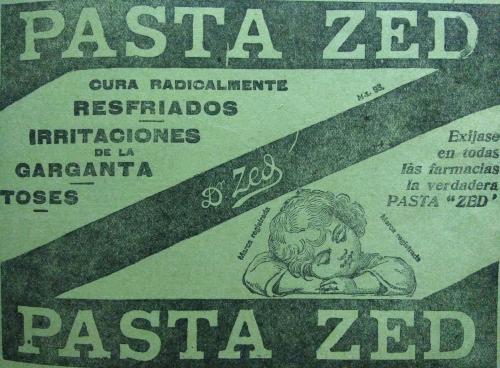 PASTA ZED
CURA RADICALMENTE
RESFRIADOS
IRRITACIONES
DE LA
GARGANTA
TOSES
M.L. 93.
Dr Zed
Exíjase
en todas
las farmacias
la verdadera
PASTA "ZED"
Marca registrada
Marca registrada
PASTA ZED